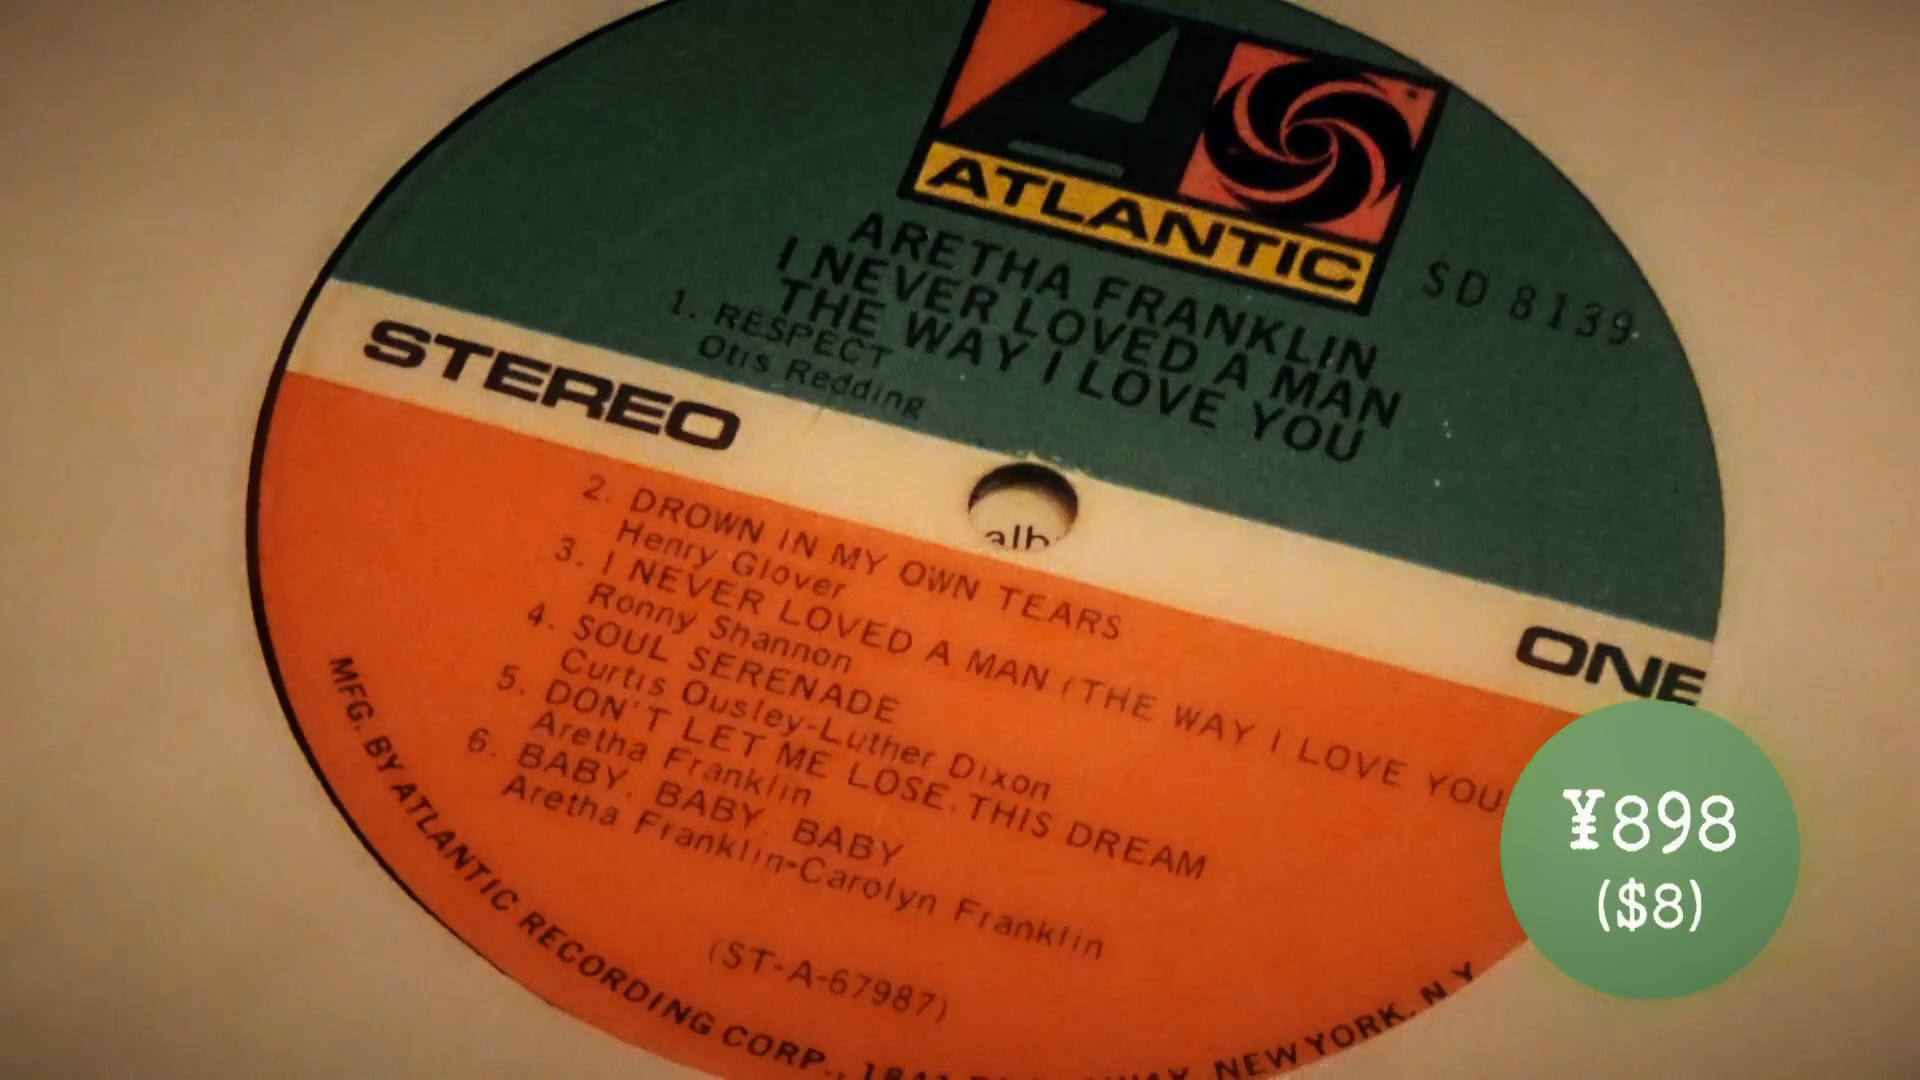 ATLANTIC
SD 8139
ARETHA FRANKLIN
I NEVER LOVED A MAN
THE WAY I LOVE YOU
1. RESPECT
Otis Redding
STEREO
ONE
alb
2. DROWN IN MY OWN TEARS
Henry Glover
3. I NEVER LOVED A MAN (THE WAY I LOVE YOU
Ronny Shannon
4. SOUL SERENADE
Curtis Ousley-Luther Dixon
5. DON'T LET ME LOSE THIS DREAM
Aretha Franklin
6. BABY, BABY, BABY
Aretha Franklin-Carolyn Franklin
(ST-A-67987)
MFG. BY ATLANTIC RECORDING CORP., NEW YORK, N.Y.
¥898
($8)